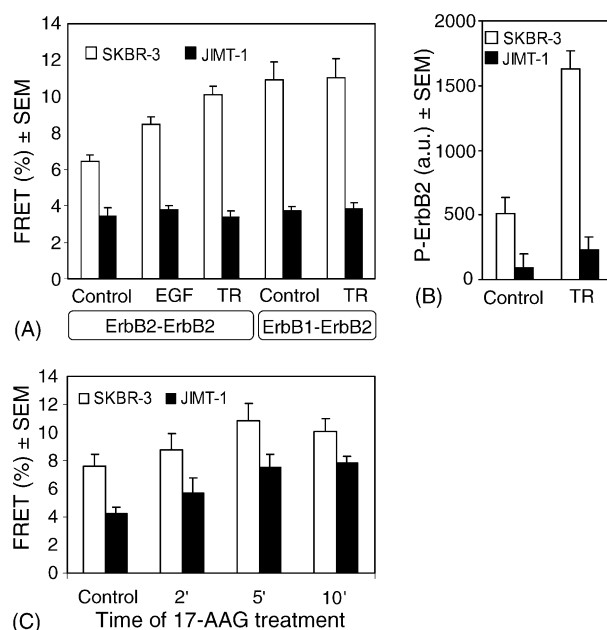 14
12
10
8
6
4
2
0
FRET (%) ± SEM
SKBR-3 JIMT-1
Control EGF TR Control TR
ErbB2-ErbB2 ErbB1-ErbB2
(A)
2000
1500
1000
500
0
P-ErbB2 (a.u.) ± SEM)
SKBR-3
JIMT-1
Control TR
(B)
14
12
10
8
6
4
2
0
FRET (%) ± SEM
SKBR-3 JIMT-1
Control 2' 5' 10'
(C) Time of 17-AAG treatment